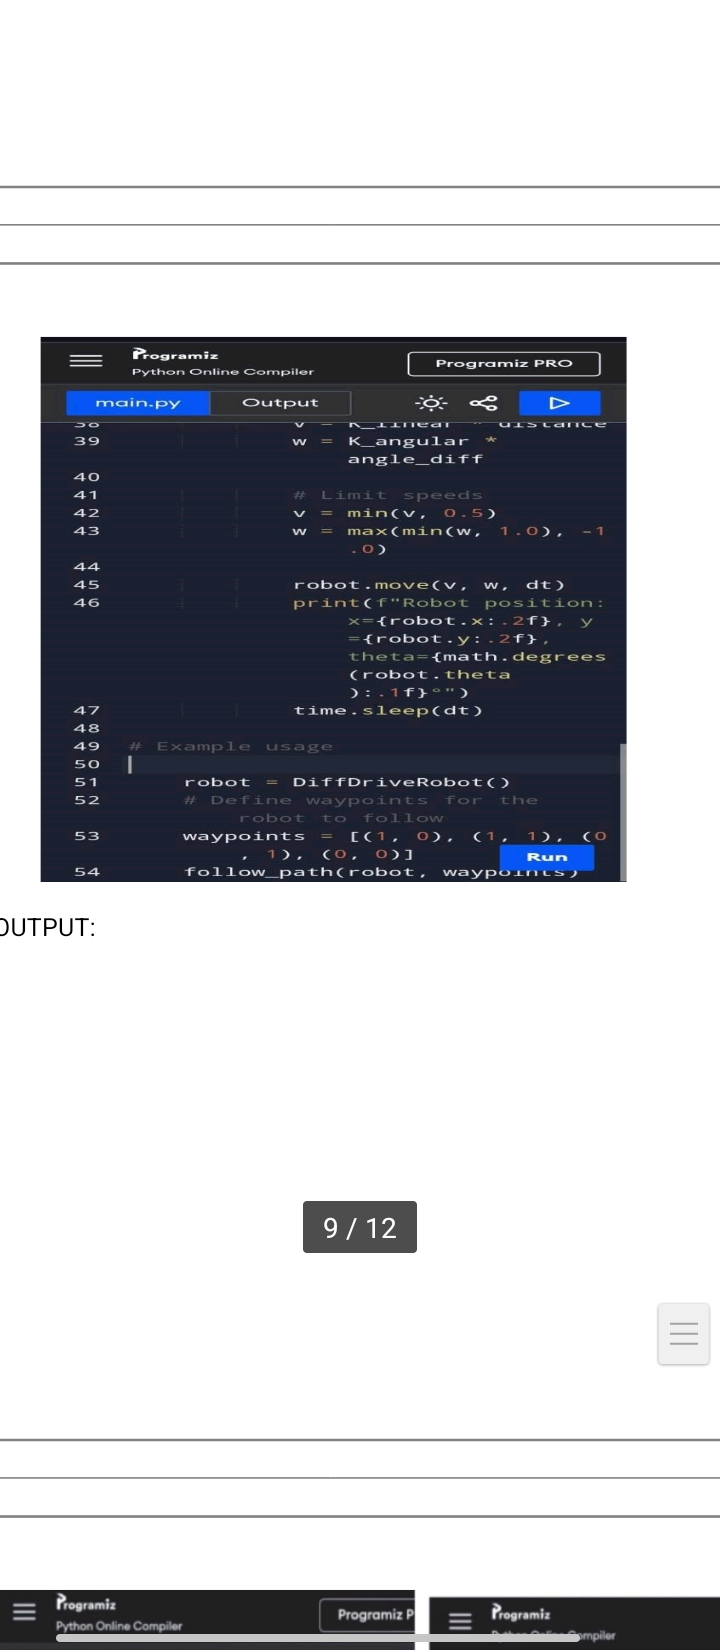 Programiz
Python Online Compiler
Programiz PRO
main.py
Output
38 v = K_linear * distance
39 w = K_angular *
angle_diff
40
41 # Limit speeds
42 v = min(v, 0.5)
43 w = max(min(w, 1.0), -1
.0)
44
45 robot.move(v, w, dt)
46 print(f"Robot position:
x={robot.x:.2f}, y
={robot.y:.2f},
theta={math.degrees
(robot.theta
):.1f}°")
47 time.sleep(dt)
48
49 # Example usage
50
51 robot = DiffDriveRobot()
52 # Define waypoints for the
robot to follow
53 waypoints = [(1, 0), (1, 1), (0
, 1), (0, 0)]
Run
54 follow_path(robot, waypoints)
OUTPUT:
9 / 12
Programiz
Python Online Compiler
Programiz P
Programiz
Python Online Compiler